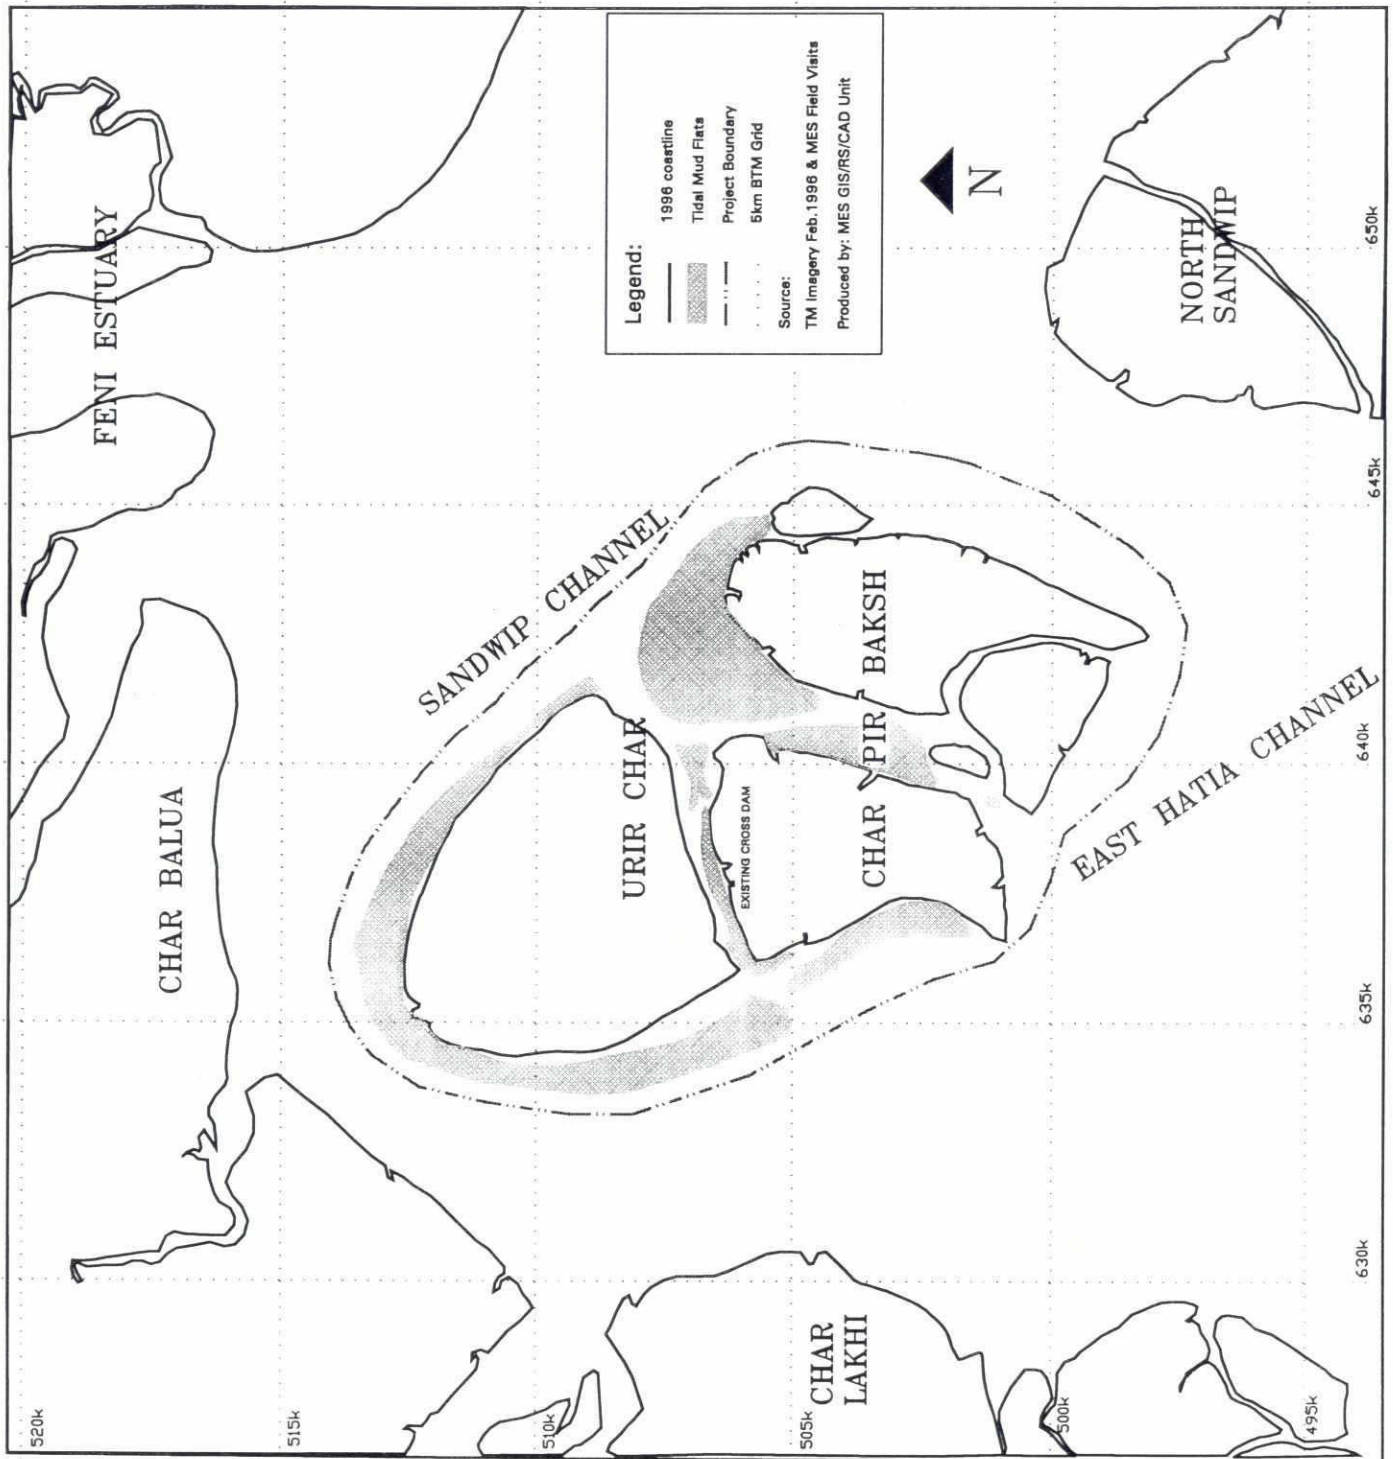 FENI ESTUARY
CHAR BALUA
SANDWIP CHANNEL
URIR CHAR
EXISTING CROSS DAM
CHAR PIR BAKSH
EAST HATIA CHANNEL
CHAR
LAKHI
NORTH
SANDWIP
N
Legend:
1996 coastline
Tidal Mud Flats
Project Boundary
5km BTM Grid
Source:
TM Imagery Feb.1996 & MES Field Visits
Produced by: MES GIS/RS/CAD Unit
520k
515k
510k
505k
500k
495k
630k
635k
640k
645k
650k